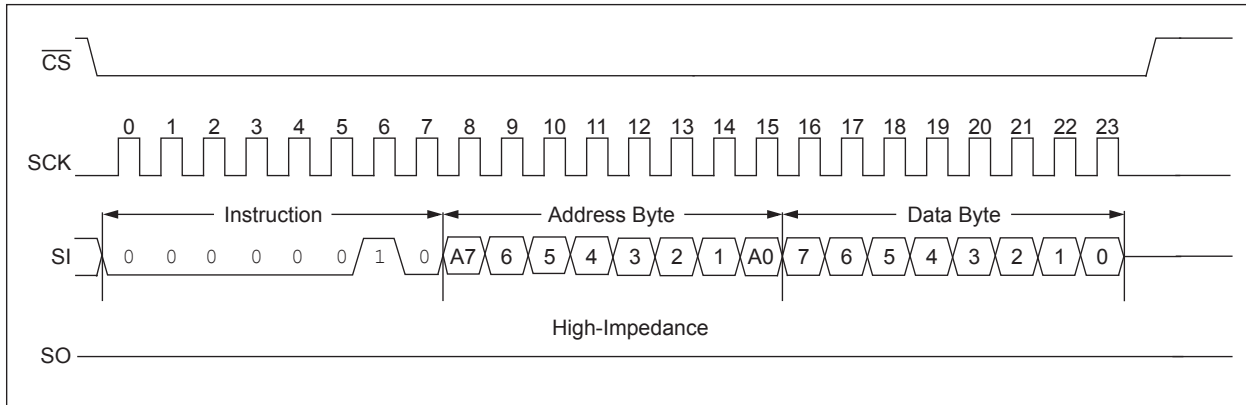 CS
0 1 2 3 4 5 6 7 8 9 10 11 12 13 14 15 16 17 18 19 20 21 22 23
SCK
Instruction Address Byte Data Byte
SI 0 0 0 0 0 0 1 0 A7 6 5 4 3 2 1 A0 7 6 5 4 3 2 1 0
High-Impedance
SO